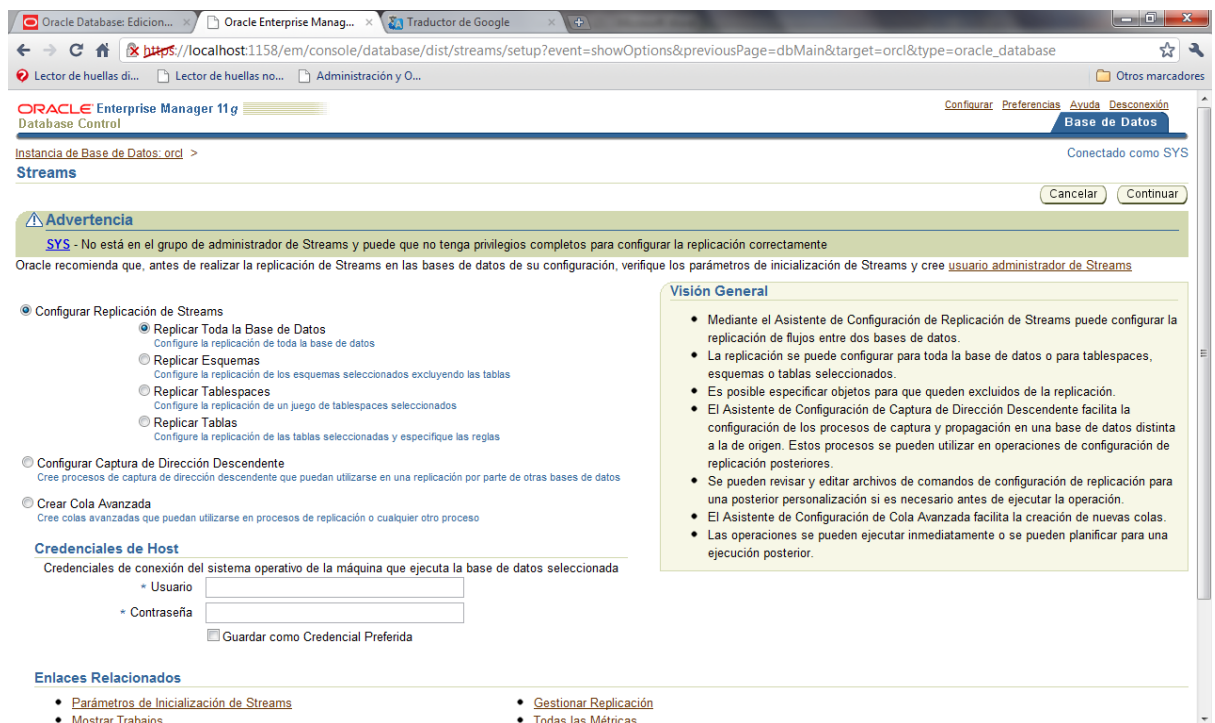 Oracle Database: Edicion...
Oracle Enterprise Manag...
Traductor de Google
https://localhost:1158/em/console/database/dist/streams/setup?event=showOptions&previousPage=dbMain&target=orcl&type=oracle_database
Lector de huellas di...
Lector de huellas no...
Administración y O...
Otros marcadores
ORACLE Enterprise Manager 11g
Database Control
Configurar Preferencias Ayuda Desconexión
Base de Datos
Instancia de Base de Datos: orcl >
Conectado como SYS
Streams
Cancelar
Continuar
Advertencia
SYS - No está en el grupo de administrador de Streams y puede que no tenga privilegios completos para configurar la replicación correctamente
Oracle recomienda que, antes de realizar la replicación de Streams en las bases de datos de su configuración, verifique los parámetros de inicialización de Streams y cree usuario administrador de Streams
Configurar Replicación de Streams
Replicar Toda la Base de Datos
Configure la replicación de toda la base de datos
Replicar Esquemas
Configure la replicación de los esquemas seleccionados excluyendo las tablas
Replicar Tablespaces
Configure la replicación de un juego de tablespaces seleccionados
Replicar Tablas
Configure la replicación de las tablas seleccionadas y especifique las reglas
Configurar Captura de Dirección Descendente
Cree procesos de captura de dirección descendente que puedan utilizarse en una replicación por parte de otras bases de datos
Crear Cola Avanzada
Cree colas avanzadas que puedan utilizarse en procesos de replicación o cualquier otro proceso
Visión General
Mediante el Asistente de Configuración de Replicación de Streams puede configurar la
replicación de flujos entre dos bases de datos.
La replicación se puede configurar para toda la base de datos o para tablespaces,
esquemas o tablas seleccionados.
Es posible especificar objetos para que queden excluidos de la replicación.
El Asistente de Configuración de Captura de Dirección Descendente facilita la
configuración de los procesos de captura y propagación en una base de datos distinta
a la de origen. Estos procesos se pueden utilizar en operaciones de configuración de
replicación posteriores.
Se pueden revisar y editar archivos de comandos de configuración de replicación para
una posterior personalización si es necesario antes de ejecutar la operación.
El Asistente de Configuración de Cola Avanzada facilita la creación de nuevas colas.
Las operaciones se pueden ejecutar inmediatamente o se pueden planificar para una
ejecución posterior.
Credenciales de Host
Credenciales de conexión del sistema operativo de la máquina que ejecuta la base de datos seleccionada
* Usuario
* Contraseña
Guardar como Credencial Preferida
Enlaces Relacionados
Parámetros de Inicialización de Streams
Gestionar Replicación
Mostrar Trabajos
Todas las Métricas